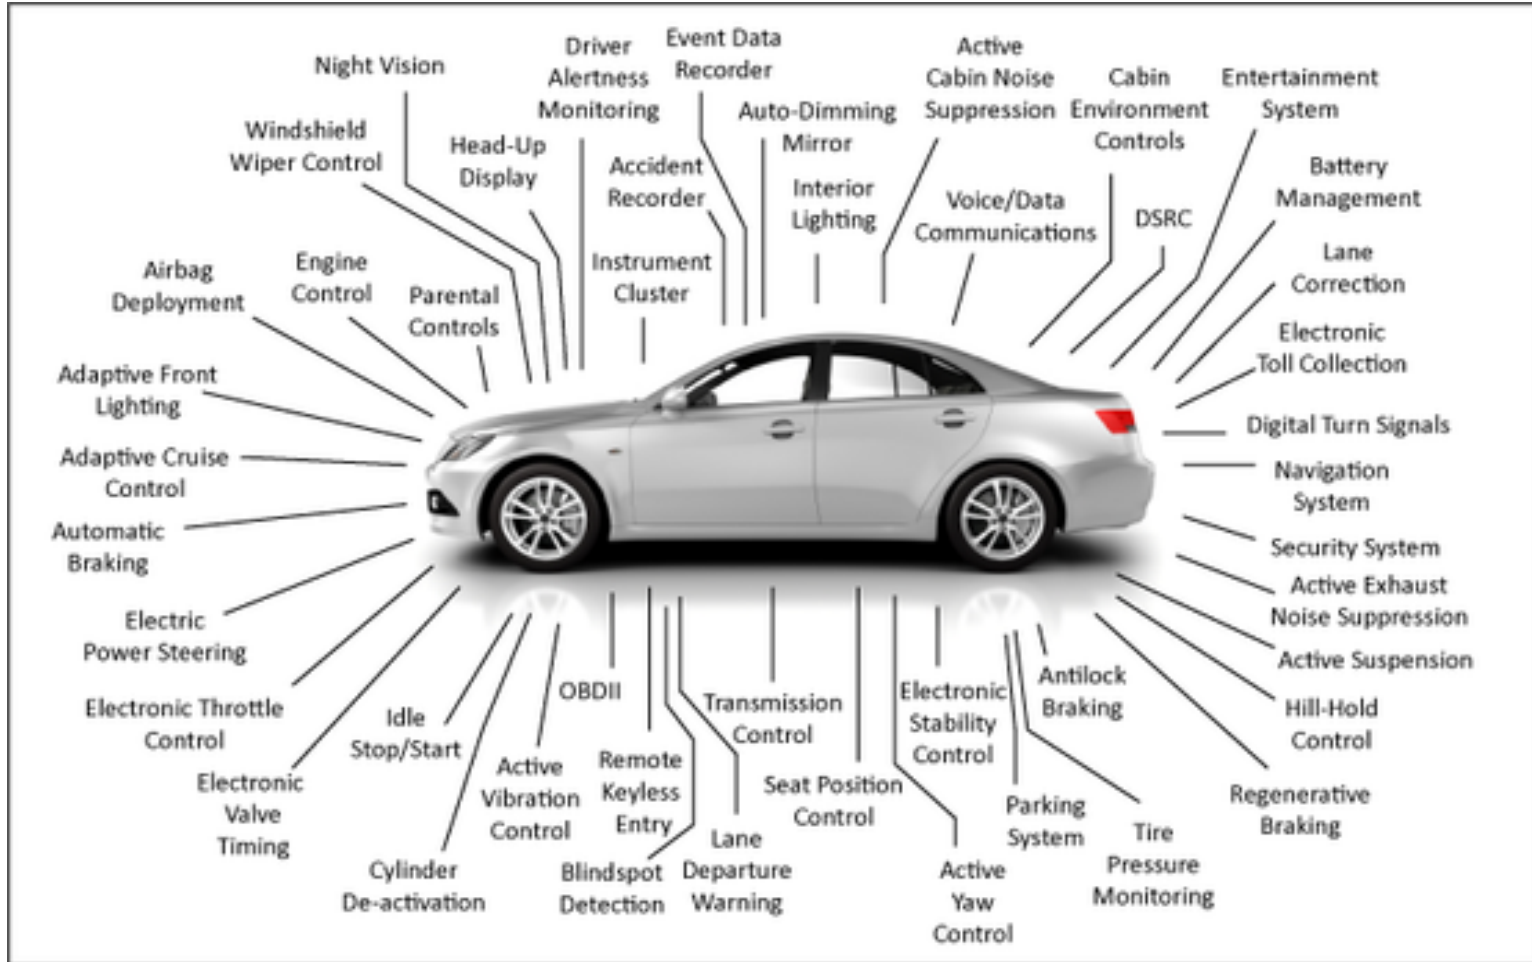 Night Vision
Driver
Alertness
Monitoring
Event Data
Recorder
Active
Cabin Noise
Suppression
Cabin
Environment
Controls
Entertainment
System
Windshield
Wiper Control
Head-Up
Display
Accident
Recorder
Auto-Dimming
Mirror
Interior
Lighting
Voice/Data
Communications
DSRC
Battery
Management
Airbag
Deployment
Engine
Control
Parental
Controls
Instrument
Cluster
Lane
Correction
Electronic
Toll Collection
Adaptive Front
Lighting
Digital Turn Signals
Adaptive Cruise
Control
Navigation
System
Automatic
Braking
Security System
Active Exhaust
Noise Suppression
Electric
Power Steering
Active Suspension
Electronic Throttle
Control
Idle
Stop/Start
OBDII
Transmission
Control
Electronic
Stability
Control
Antilock
Braking
Hill-Hold
Control
Electronic
Valve
Timing
Active
Vibration
Control
Remote
Keyless
Entry
Seat Position
Control
Parking
System
Regenerative
Braking
Cylinder
De-activation
Blindspot
Detection
Lane
Departure
Warning
Active
Yaw
Control
Tire
Pressure
Monitoring